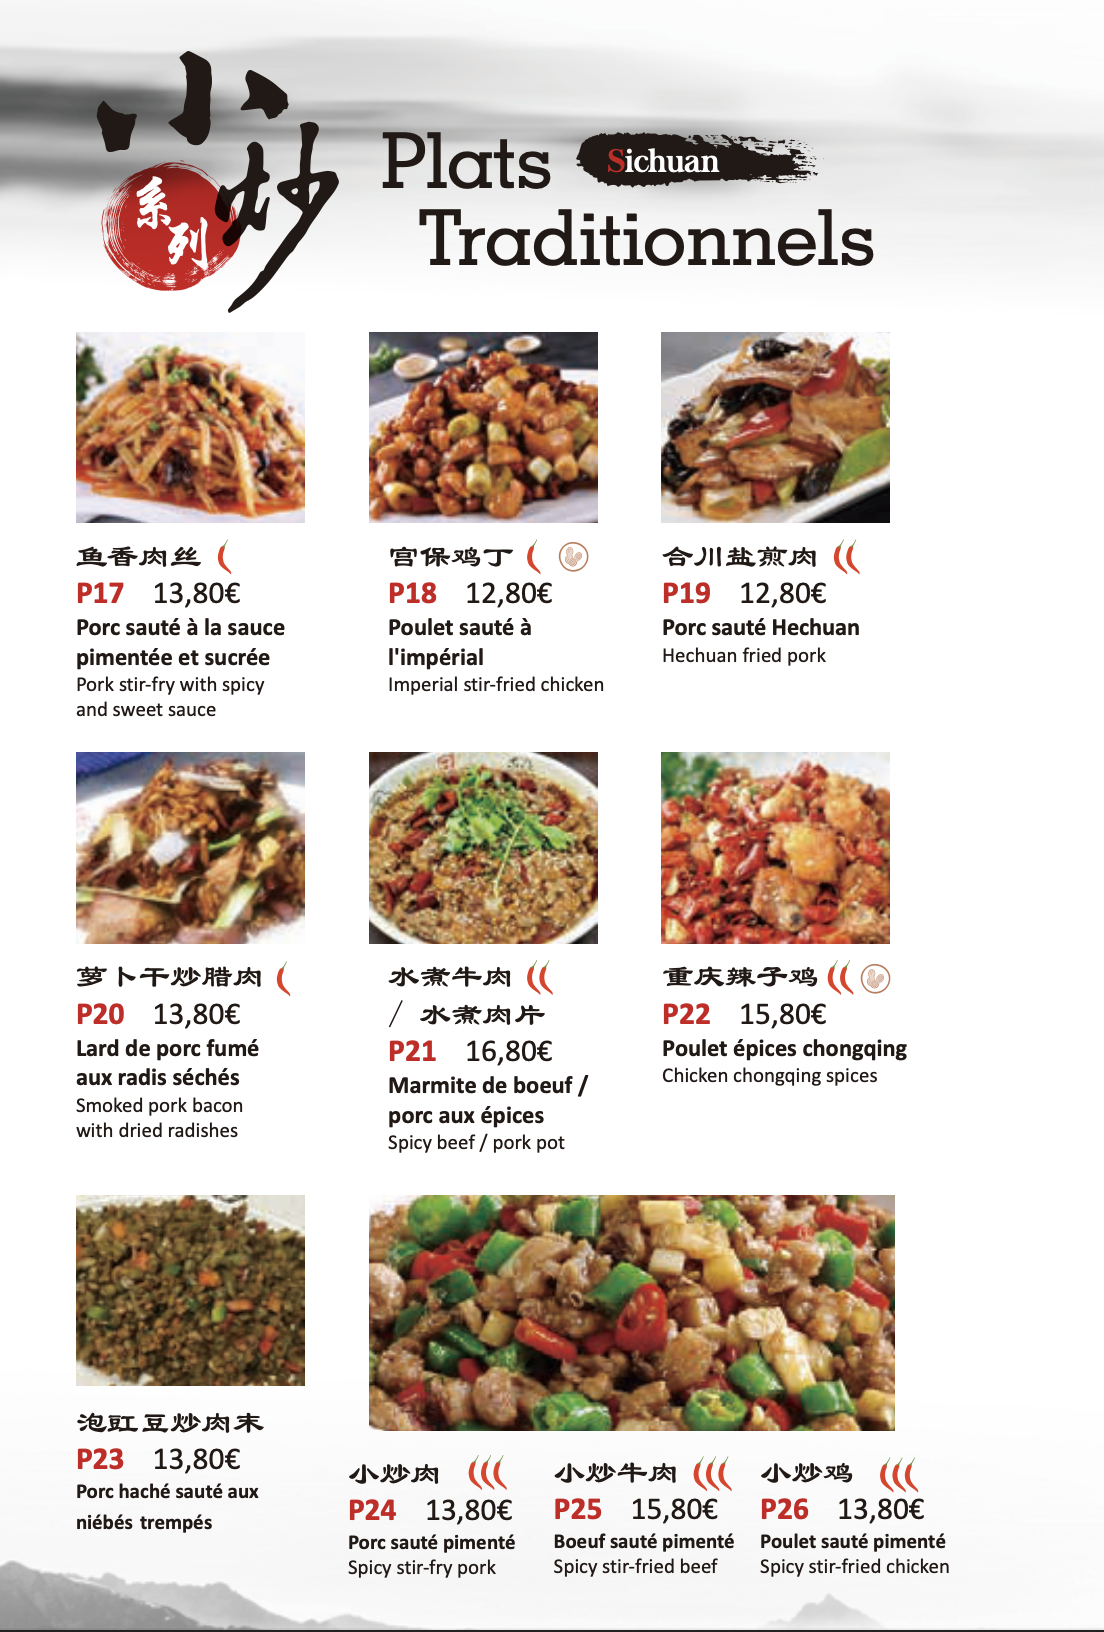 小炒
系列
Plats Sichuan
Traditionnels
鱼香肉丝
P17 13,80€
Porc sauté à la sauce
pimentée et sucrée
Pork stir-fry with spicy
and sweet sauce
宫保鸡丁
P18 12,80€
Poulet sauté à
l'impérial
Imperial stir-fried chicken
合川盐煎肉
P19 12,80€
Porc sauté Hechuan
Hechuan fried pork
萝卜干炒腊肉
P20 13,80€
Lard de porc fumé
aux radis séchés
Smoked pork bacon
with dried radishes
水煮牛肉
/ 水煮肉片
P21 16,80€
Marmite de boeuf /
porc aux épices
Spicy beef / pork pot
重庆辣子鸡
P22 15,80€
Poulet épices chongqing
Chicken chongqing spices
泡豇豆炒肉末
P23 13,80€
Porc haché sauté aux
niébés trempés
小炒肉
P24 13,80€
Porc sauté pimenté
Spicy stir-fry pork
小炒牛肉
P25 15,80€
Boeuf sauté pimenté
Spicy stir-fried beef
小炒鸡
P26 13,80€
Poulet sauté pimenté
Spicy stir-fried chicken